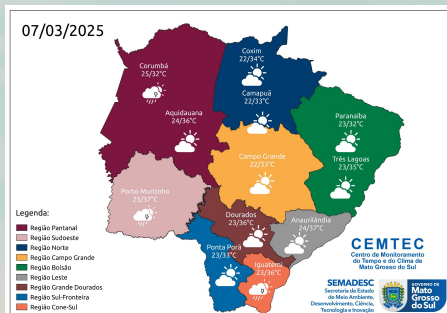 07/03/2025
Coxim
22/34°C
Corumbá
25/32°C
Camapuã
22/33°C
Aquidauana
24/36°C
Paranaíba
23/32°C
Campo Grande
22/33°C
Três Lagoas
23/35°C
Porto Murtinho
25/37°C
Dourados
23/36°C
Anaurilândia
24/37°C
Ponta Porã
23/33°C
Iguatemi
23/36°C
Legenda:
Região Pantanal
Região Sudoeste
Região Norte
Região Campo Grande
Região Bolsão
Região Leste
Região Grande Dourados
Região Sul-Fronteira
Região Cone-Sul
CEMTEC
Centro de Monitoramento
do Tempo e do Clima de
Mato Grosso do Sul
SEMADESC
Secretaria de Estado
de Meio Ambiente,
Desenvolvimento, Ciência,
Tecnologia e Inovação
GOVERNO DE
Mato
Grosso
do Sul